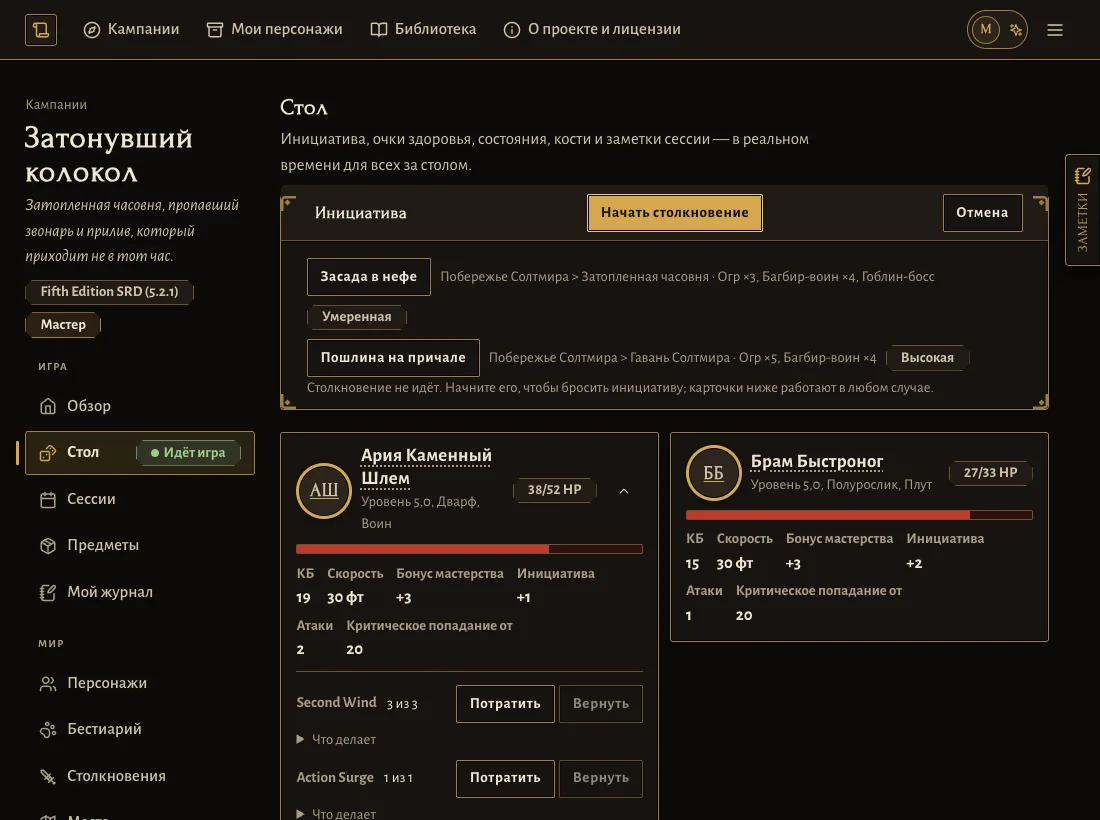 Кампании
Мои персонажи
Библиотека
О проекте и лицензии
М
Кампании
Затонувший
колокол
Затопленная часовня, пропавший
звонарь и прилив, который
приходит не в тот час.
Fifth Edition SRD (5.2.1)
Мастер
ИГРА
Обзор
Стол
Идёт игра
Сессии
Предметы
Мой журнал
МИР
Персонажи
Бестиарий
Столкновения
Стол
Инициатива, очки здоровья, состояния, кости и заметки сессии — в реальном
времени для всех за столом.
Инициатива
Начать столкновение
Отмена
Засада в нефе
Побережье Солтмира > Затопленная часовня · Огр ×3, Багбир-воин ×4, Гоблин-босс
Умеренная
Пошлина на причале
Побережье Солтмира > Гавань Солтмира · Огр ×5, Багбир-воин ×4
Высокая
Столкновение не идёт. Начните его, чтобы бросить инициативу; карточки ниже работают в любом случае.
АШ
Ария Каменный
Шлем
Уровень 5,0, Дварф,
Воин
38/52 HP
КБ Скорость Бонус мастерства Инициатива
19 30 фт +3 +1
Атаки Критическое попадание от
2 20
Second Wind 3 из 3
Потратить
Вернуть
Что делает
Action Surge 1 из 1
Потратить
Вернуть
Что делает
ББ
Брам Быстроног
Уровень 5,0, Полурослик, Плут
27/33 HP
КБ Скорость Бонус мастерства Инициатива
15 30 фт +3 +2
Атаки Критическое попадание от
1 20
ЗАМЕТКИ